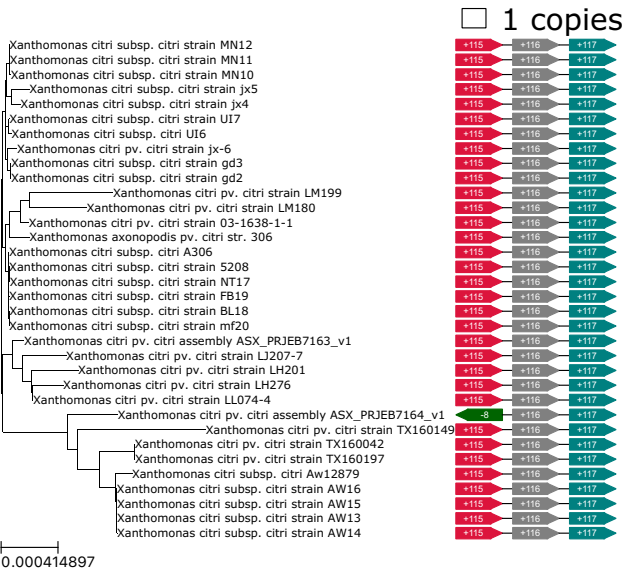 1 copies
Xanthomonas citri subsp. citri strain MN12 +115 +116 +117
Xanthomonas citri subsp. citri strain MN11 +115 +116 +117
Xanthomonas citri subsp. citri strain MN10 +115 +116 +117
Xanthomonas citri subsp. citri strain jx5 +115 +116 +117
Xanthomonas citri subsp. citri strain jx4 +115 +116 +117
Xanthomonas citri subsp. citri strain UI7 +115 +116 +117
Xanthomonas citri subsp. citri UI6 +115 +116 +117
Xanthomonas citri pv. citri strain jx-6 +115 +116 +117
Xanthomonas citri subsp. citri strain gd3 +115 +116 +117
Xanthomonas citri subsp. citri strain gd2 +115 +116 +117
Xanthomonas citri pv. citri strain LM199 +115 +116 +117
Xanthomonas citri pv. citri strain LM180 +115 +116 +117
Xanthomonas citri pv. citri strain 03-1638-1-1 +115 +116 +117
Xanthomonas axonopodis pv. citri str. 306 +115 +116 +117
Xanthomonas citri subsp. citri A306 +115 +116 +117
Xanthomonas citri subsp. citri strain 5208 +115 +116 +117
Xanthomonas citri subsp. citri strain NT17 +115 +116 +117
Xanthomonas citri subsp. citri strain FB19 +115 +116 +117
Xanthomonas citri subsp. citri strain BL18 +115 +116 +117
Xanthomonas citri subsp. citri strain mf20 +115 +116 +117
Xanthomonas citri pv. citri assembly ASX_PRJEB7163_v1 +115 +116 +117
Xanthomonas citri pv. citri strain LJ207-7 +115 +116 +117
Xanthomonas citri pv. citri strain LH201 +115 +116 +117
Xanthomonas citri pv. citri strain LH276 +115 +116 +117
Xanthomonas citri pv. citri strain LL074-4 +115 +116 +117
Xanthomonas citri pv. citri assembly ASX_PRJEB7164_v1 -8 +116 +117
Xanthomonas citri pv. citri strain TX160149 +115 +116 +117
Xanthomonas citri pv. citri strain TX160042 +115 +116 +117
Xanthomonas citri pv. citri strain TX160197 +115 +116 +117
Xanthomonas citri subsp. citri Aw12879 +115 +116 +117
Xanthomonas citri subsp. citri strain AW16 +115 +116 +117
Xanthomonas citri subsp. citri strain AW15 +115 +116 +117
Xanthomonas citri subsp. citri strain AW13 +115 +116 +117
Xanthomonas citri subsp. citri strain AW14 +115 +116 +117
0.000414897